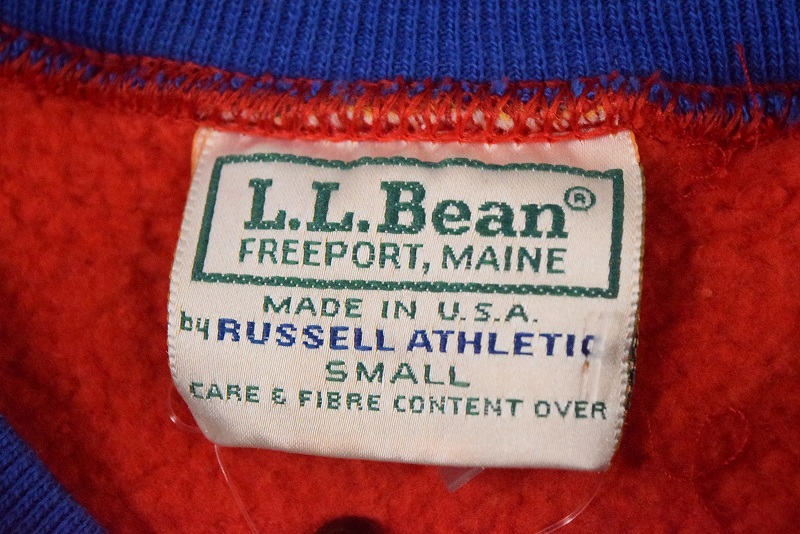 L.L.Bean®
FREEPORT, MAINE
MADE IN U.S.A.
by RUSSELL ATHLETIC
SMALL
CARE & FIBRE CONTENT OVER